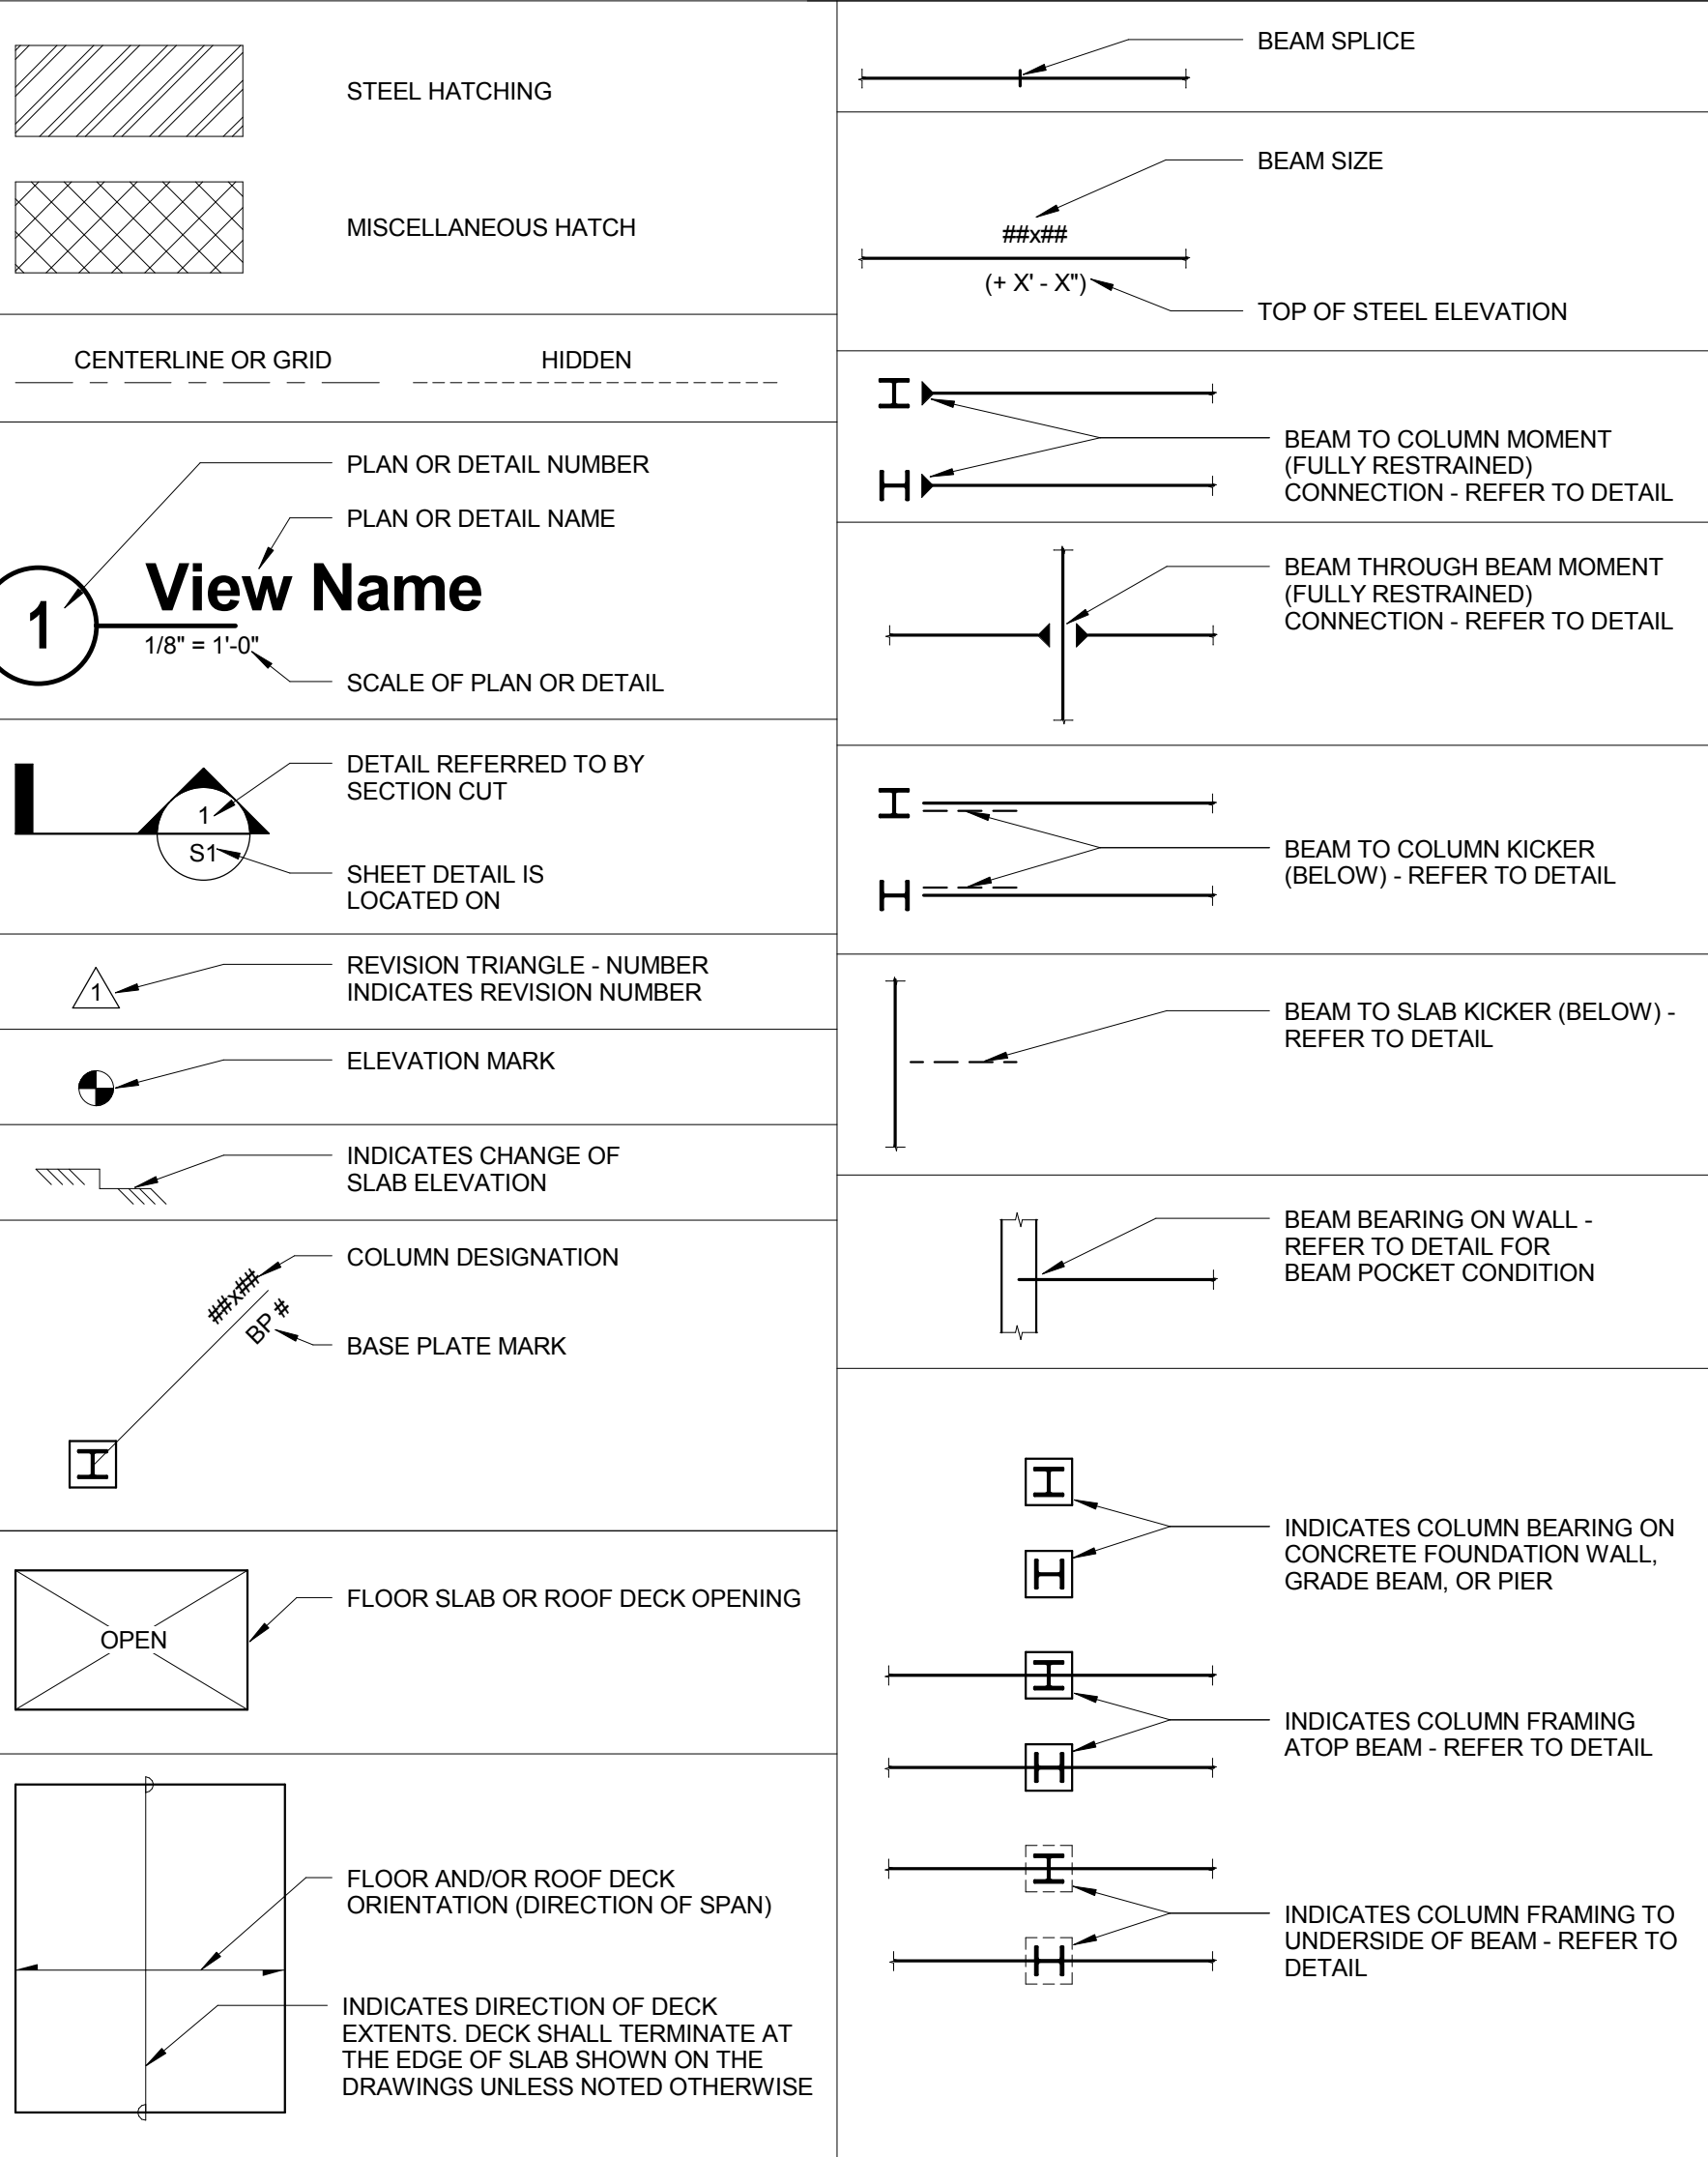 STEEL HATCHING
MISCELLANEOUS HATCH
CENTERLINE OR GRID
HIDDEN
PLAN OR DETAIL NUMBER
PLAN OR DETAIL NAME
1
View Name
1/8" = 1'-0"
SCALE OF PLAN OR DETAIL
DETAIL REFERRED TO BY
SECTION CUT
1
S1
SHEET DETAIL IS
LOCATED ON
REVISION TRIANGLE - NUMBER
INDICATES REVISION NUMBER
1
ELEVATION MARK
INDICATES CHANGE OF
SLAB ELEVATION
COLUMN DESIGNATION
##x##
BP #
BASE PLATE MARK
FLOOR SLAB OR ROOF DECK OPENING
OPEN
FLOOR AND/OR ROOF DECK
ORIENTATION (DIRECTION OF SPAN)
INDICATES DIRECTION OF DECK
EXTENTS. DECK SHALL TERMINATE AT
THE EDGE OF SLAB SHOWN ON THE
DRAWINGS UNLESS NOTED OTHERWISE
BEAM SPLICE
BEAM SIZE
##x##
(+ X' - X")
TOP OF STEEL ELEVATION
BEAM TO COLUMN MOMENT
(FULLY RESTRAINED)
CONNECTION - REFER TO DETAIL
BEAM THROUGH BEAM MOMENT
(FULLY RESTRAINED)
CONNECTION - REFER TO DETAIL
BEAM TO COLUMN KICKER
(BELOW) - REFER TO DETAIL
BEAM TO SLAB KICKER (BELOW) -
REFER TO DETAIL
BEAM BEARING ON WALL -
REFER TO DETAIL FOR
BEAM POCKET CONDITION
INDICATES COLUMN BEARING ON
CONCRETE FOUNDATION WALL,
GRADE BEAM, OR PIER
INDICATES COLUMN FRAMING
ATOP BEAM - REFER TO DETAIL
INDICATES COLUMN FRAMING TO
UNDERSIDE OF BEAM - REFER TO
DETAIL